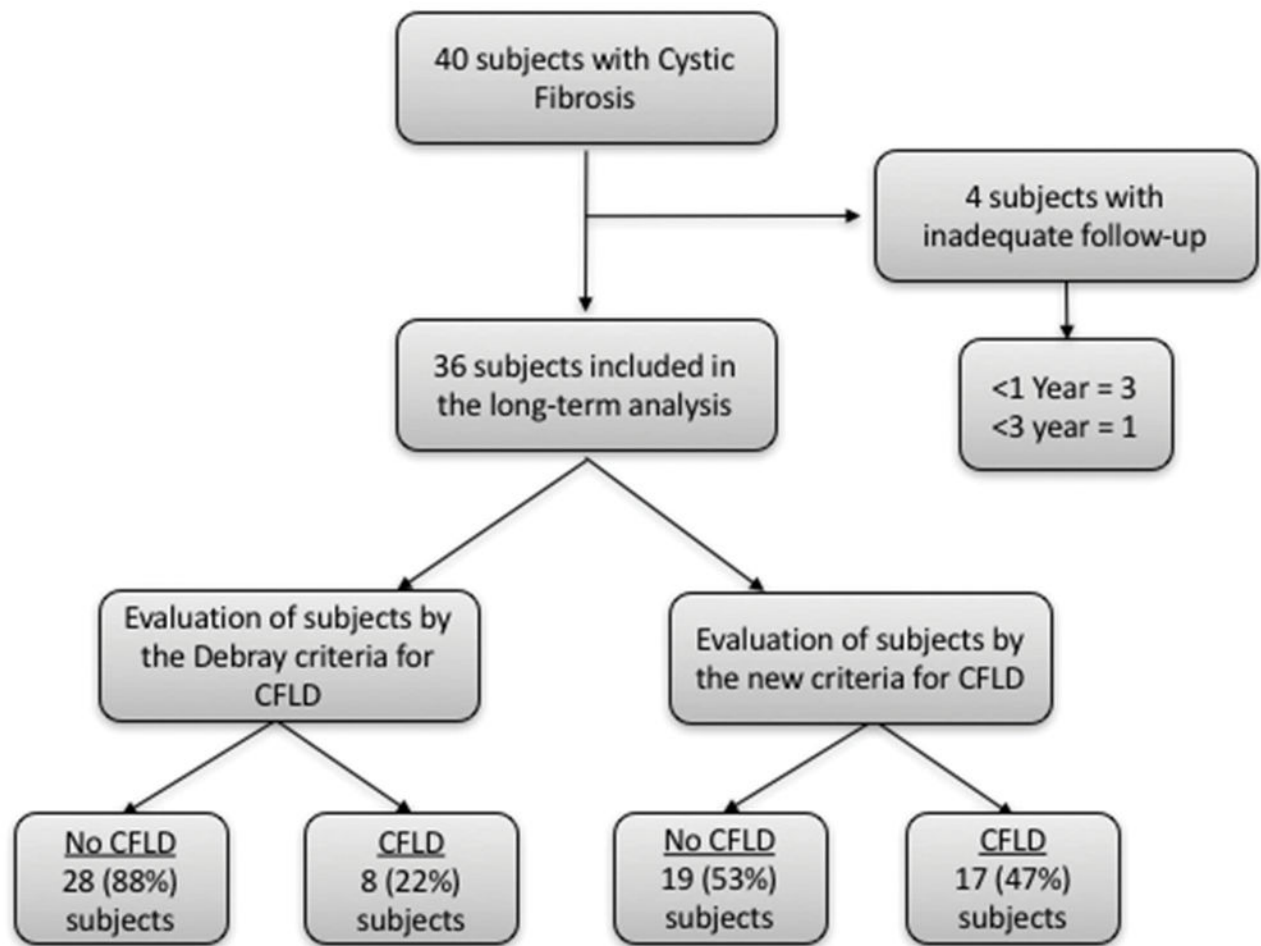 40 subjects with Cystic
Fibrosis
4 subjects with
inadequate follow-up
36 subjects included in
the long-term analysis
<1 Year = 3
<3 year = 1
Evaluation of subjects by
the Debray criteria for
CFLD
Evaluation of subjects by
the new criteria for CFLD
No CFLD
28 (88%)
subjects
CFLD
8 (22%)
subjects
No CFLD
19 (53%)
subjects
CFLD
17 (47%)
subjects